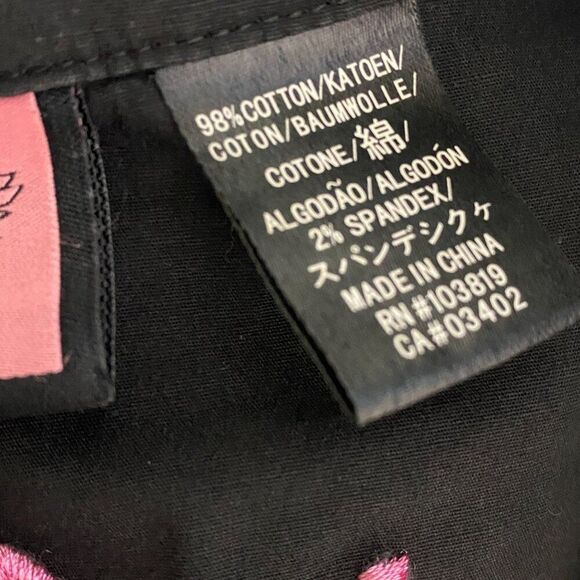 98% COTTON/KATOEN/
COTON/BAUMWOLLE/
COTONE/綿/
ALGODÃO/ALGODÓN
2% SPANDEX/
スパンデシクヶ
MADE IN CHINA
RN#103819
CA#03402